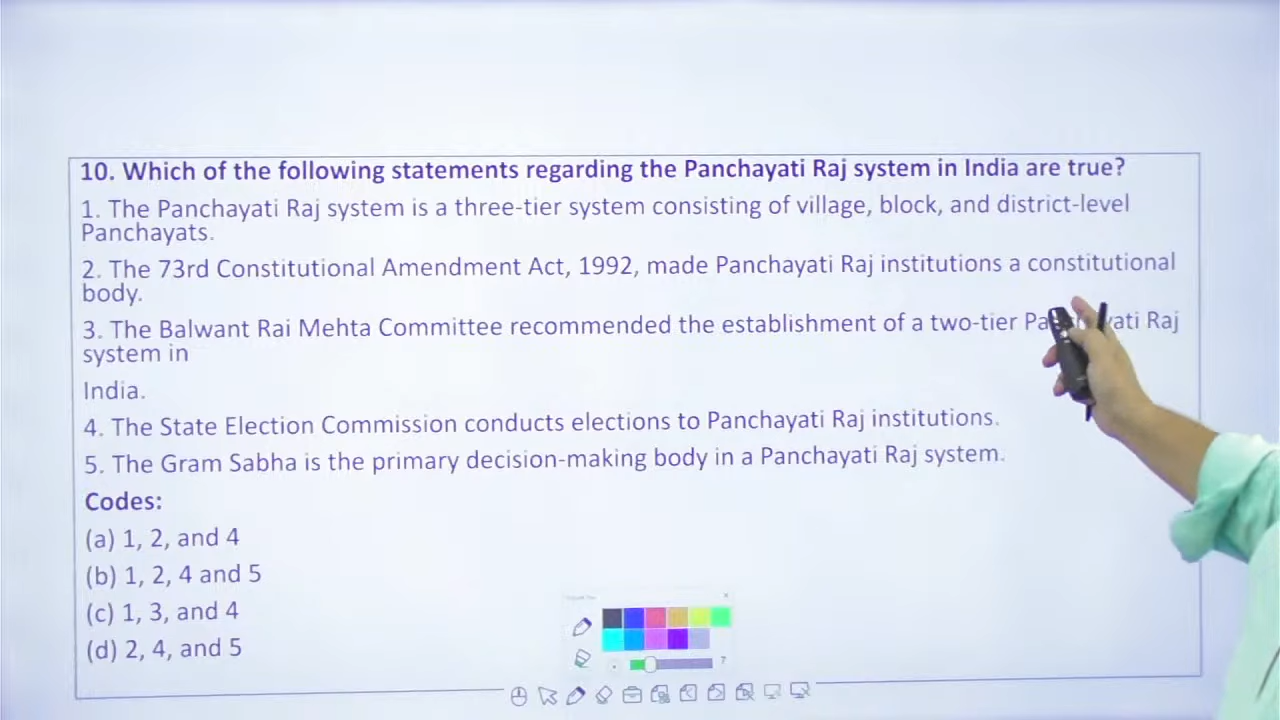 10. Which of the following statements regarding the Panchayati Raj system in India are true?
1. The Panchayati Raj system is a three-tier system consisting of village, block, and district-level
Panchayats.
2. The 73rd Constitutional Amendment Act, 1992, made Panchayati Raj institutions a constitutional
body.
3. The Balwant Rai Mehta Committee recommended the establishment of a two-tier Panchayati Raj
system in
India.
4. The State Election Commission conducts elections to Panchayati Raj institutions.
5. The Gram Sabha is the primary decision-making body in a Panchayati Raj system.
Codes:
(a) 1, 2, and 4
(b) 1, 2, 4 and 5
(c) 1, 3, and 4
(d) 2, 4, and 5
7